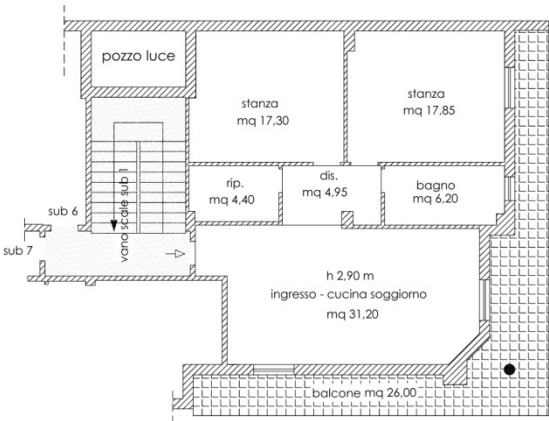 pozzo luce
stanza
mq 17,30
stanza
mq 17,85
rip.
mq 4,40
dis.
mq 4,95
bagno
mq 6,20
sub 6
sub 7
vano scale sub 1
h 2,90 m
ingresso - cucina soggiorno
mq 31,20
balcone mq 26,00